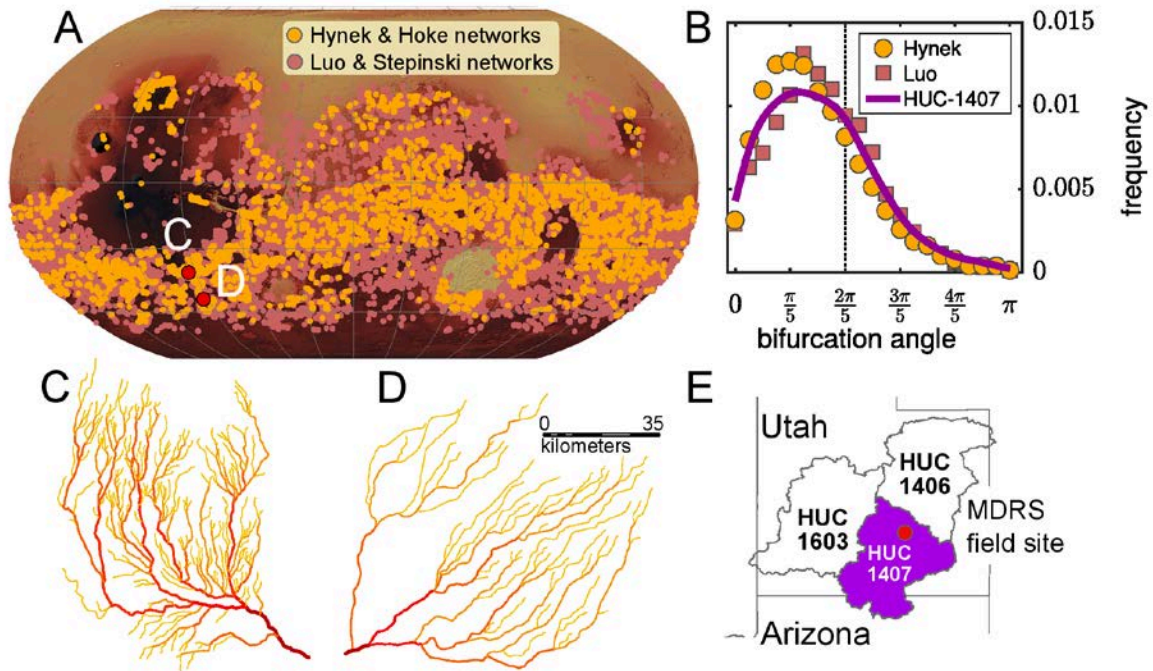 A
Hynek & Hoke networks
Luo & Stepinski networks
C
D
B
Hynek
Luo
HUC-1407
0.015
0.01
0.005
0
frequency
0 π/5 2π/5 3π/5 4π/5 π
bifurcation angle
C
D
0 35
kilometers
E
Utah
HUC
1406
HUC
1603
HUC
1407
MDRS
field site
Arizona